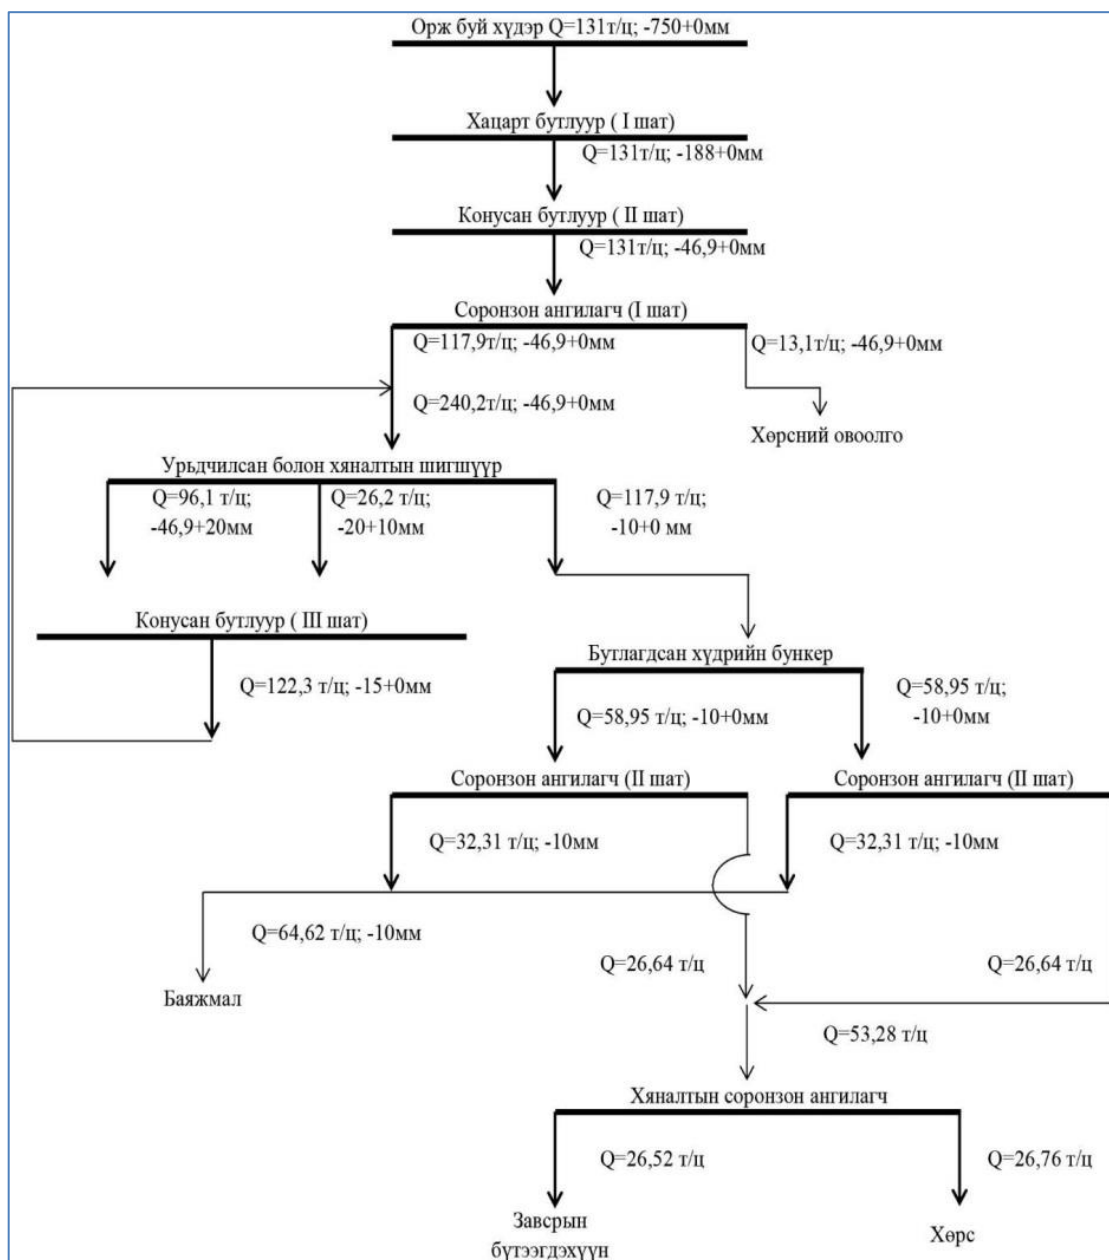 Орж буй хүдэр Q=131т/ц; -750+0мм
Хацарт бутлуур ( I шат)
Q=131т/ц; -188+0мм
Конусан бутлуур ( II шат)
Q=131т/ц; -46,9+0мм
Соронзон ангилагч (I шат)
Q=117,9т/ц; -46,9+0мм
Q=13,1т/ц; -46,9+0мм
Q=240,2т/ц; -46,9+0мм
Хөрсний овоолго
Урьдчилсан болон хяналтын шигшүүр
Q=96,1 т/ц;
-46,9+20мм
Q=26,2 т/ц;
-20+10мм
Q=117,9 т/ц;
-10+0 мм
Конусан бутлуур ( III шат)
Q=122,3 т/ц; -15+0мм
Бутлагдсан хүдрийн бункер
Q=58,95 т/ц; -10+0мм
Q=58,95 т/ц;
-10+0мм
Соронзон ангилагч (II шат)
Соронзон ангилагч (II шат)
Q=32,31 т/ц; -10мм
Q=32,31 т/ц; -10мм
Q=64,62 т/ц; -10мм
Баяжмал
Q=26,64 т/ц
Q=26,64 т/ц
Q=53,28 т/ц
Хяналтын соронзон ангилагч
Q=26,52 т/ц
Q=26,76 т/ц
Завсрын
бүтээгдэхүүн
Хөрс